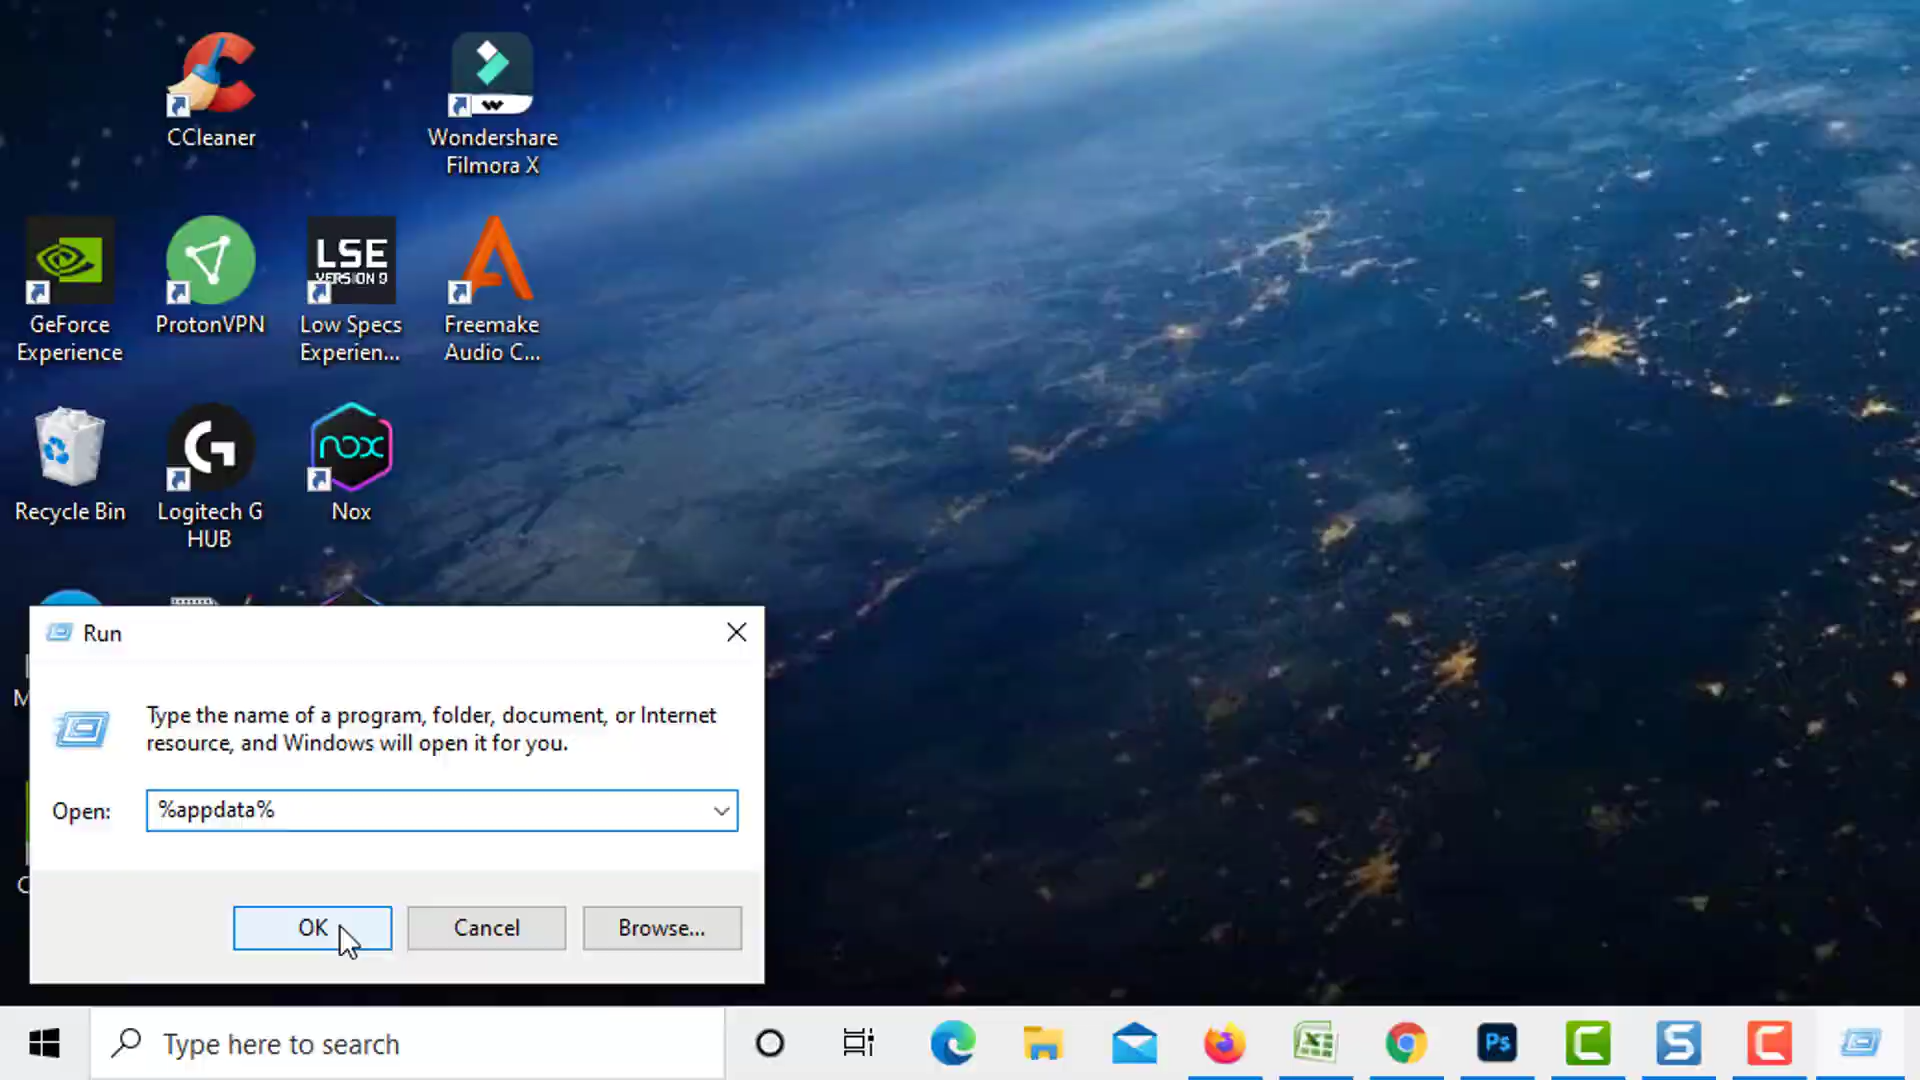 CCleaner
Wondershare
Filmora X
LSE
VERSION 9
GeForce
Experience
ProtonVPN
Low Specs
Experien...
Freemake
Audio C...
nox
Recycle Bin
Logitech G
HUB
Nox
Run
Type the name of a program, folder, document, or Internet
resource, and Windows will open it for you.
Open:
%appdata%
OK
Cancel
Browse...
Type here to search
Ps